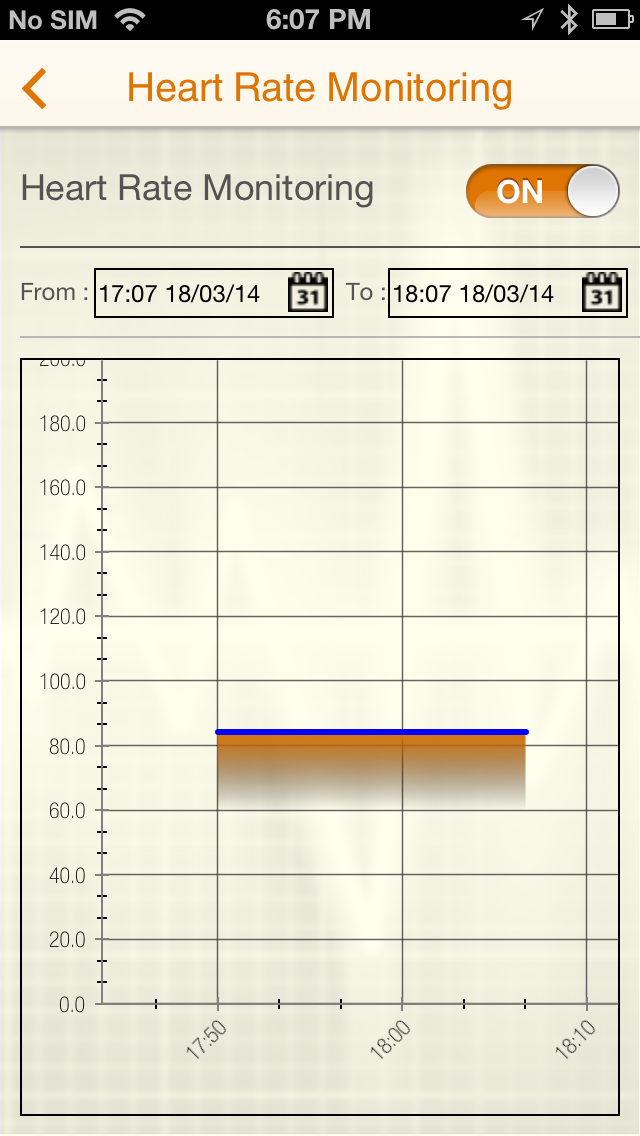 No SIM 6:07 PM
Heart Rate Monitoring
Heart Rate Monitoring ON
From : 17:07 18/03/14 31 To : 18:07 18/03/14 31
200.0
180.0
160.0
140.0
120.0
100.0
80.0
60.0
40.0
20.0
0.0
17:50 18:00 18:10